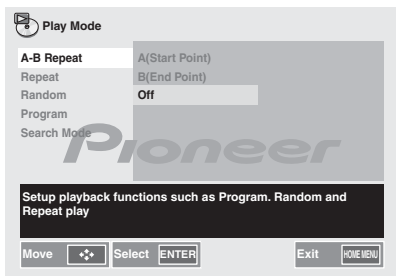 Play Mode
A-B Repeat
Repeat
Random
Program
Search Mode
A(Start Point)
B(End Point)
Off
Pioneer
Setup playback functions such as Program. Random and
Repeat play
Move Select ENTER Exit HOME MENU